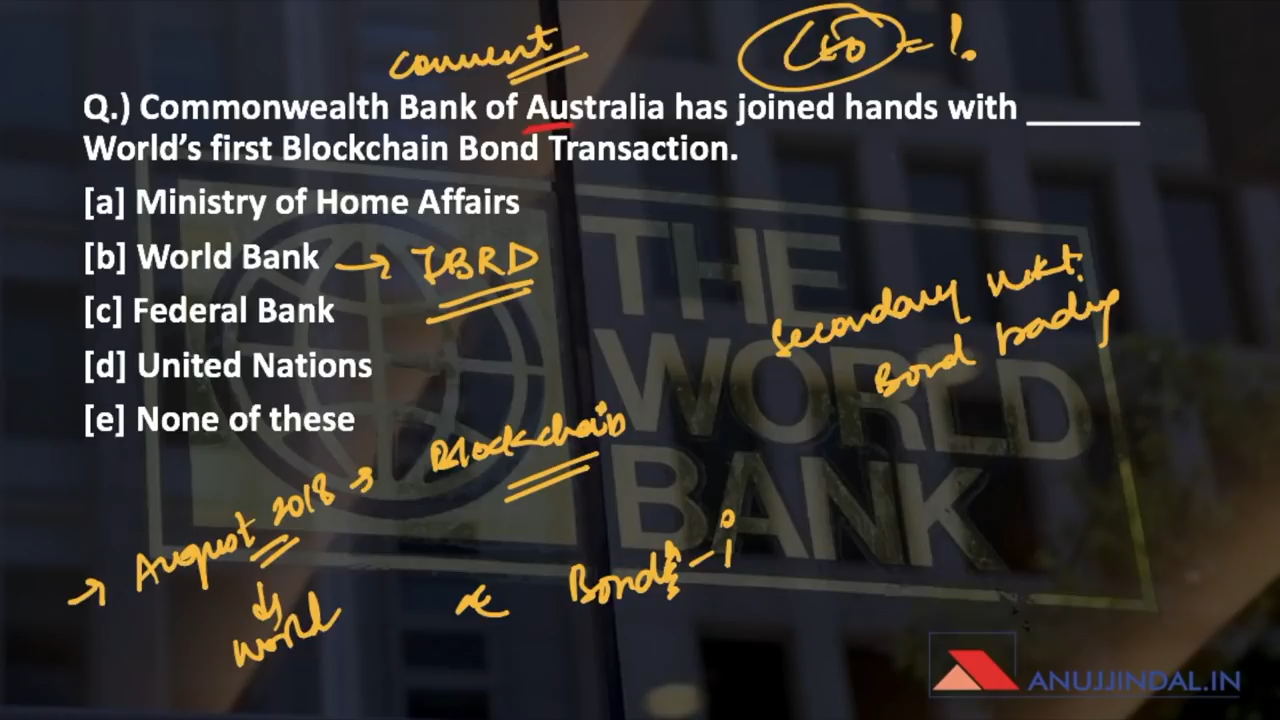 comment
CEO = ?
Q.) Commonwealth Bank of Australia has joined hands with ______
World's first Blockchain Bond Transaction.
[a] Ministry of Home Affairs
[b] World Bank → IBRD
[c] Federal Bank
[d] United Nations
[e] None of these
Secondary Mkt.
Bond trading
Blockchain
→ August 2018 →
World
Bond - i
THE
WORLD
BANK
ANUJJINDAL.IN